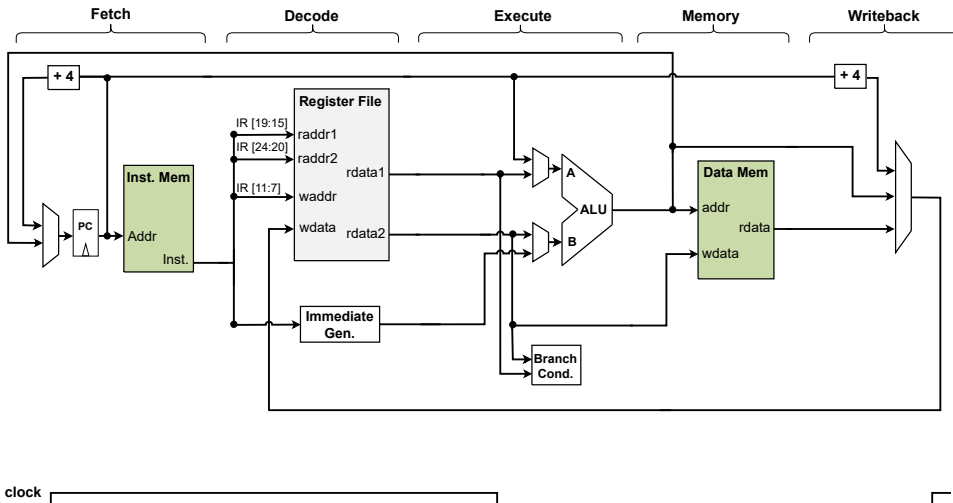 Fetch
Decode
Execute
Memory
Writeback
+ 4
+ 4
Register File
IR [19:15]
raddr1
IR [24:20]
raddr2
rdata1
IR [11:7]
waddr
wdata
rdata2
Inst. Mem
PC
Addr
Inst.
A
ALU
B
Data Mem
addr
rdata
wdata
Immediate
Gen.
Branch
Cond.
clock